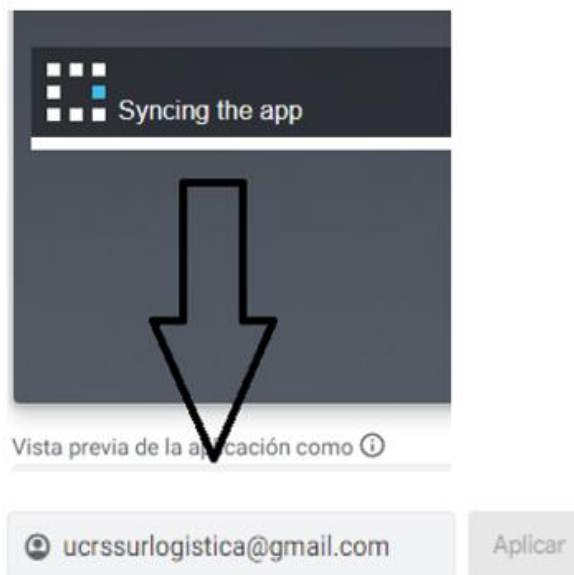 Syncing the app
Vista previa de la aplicación como
ucrssurlogistica@gmail.com
Aplicar